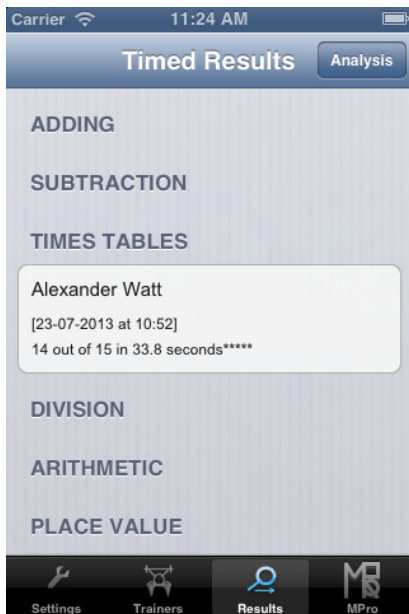 Carrier 11:24 AM
Timed Results Analysis
ADDING
SUBTRACTION
TIMES TABLES
Alexander Watt
[23-07-2013 at 10:52]
14 out of 15 in 33.8 seconds*****
DIVISION
ARITHMETIC
PLACE VALUE
Settings Trainers Results MPro